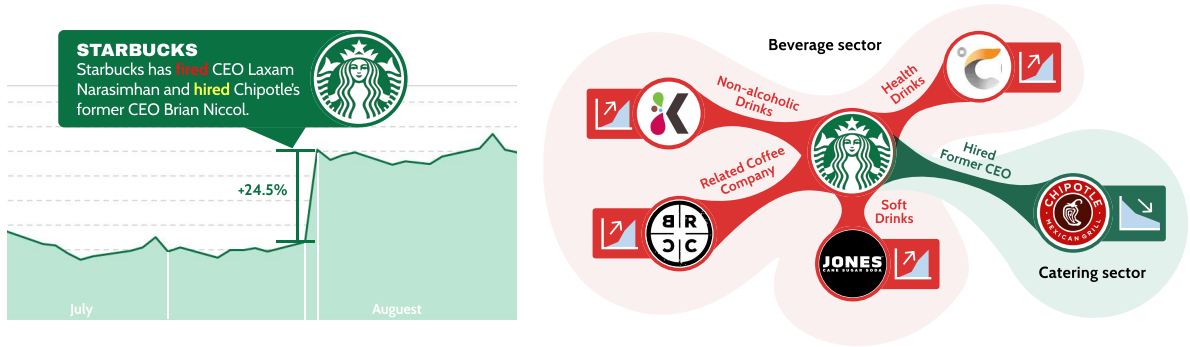 STARBUCKS
Starbucks has fired CEO Laxam
Narasimhan and hired Chipotle's
former CEO Brian Niccol.
+24.5%
July
Auguest
Beverage sector
Non-alcoholic
Drinks
Health
Drinks
Related Coffee
Company
Soft
Drinks
Hired
Former CEO
K
C
B R
C C
JONES
CANE SUGAR SODA
CHIPOTLE
MEXICAN GRILL
Catering sector